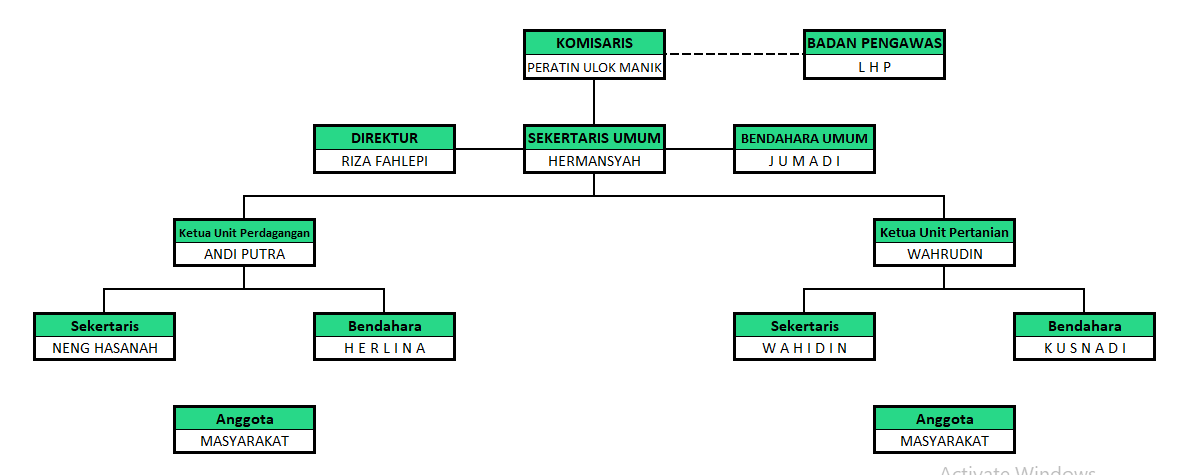 KOMISARIS
PERATIN ULOK MANIK
BADAN PENGAWAS
L H P
DIREKTUR
RIZA FAHLEPI
SEKERTARIS UMUM
HERMANSYAH
BENDAHARA UMUM
J U M A D I
Ketua Unit Perdagangan
ANDI PUTRA
Ketua Unit Pertanian
WAHRUDIN
Sekertaris
NENG HASANAH
Bendahara
H E R L I N A
Sekertaris
W A H I D I N
Bendahara
K U S N A D I
Anggota
MASYARAKAT
Anggota
MASYARAKAT
Activate Windows